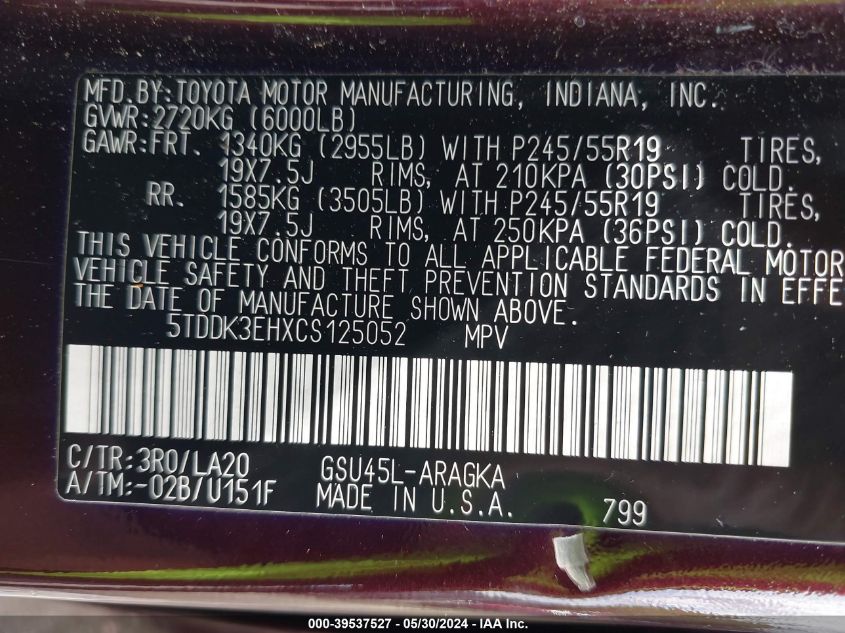 MFD. BY: TOYOTA MOTOR MANUFACTURING, INDIANA, INC.
GVWR: 2720KG (6000LB)
GAWR: FRT. 1340KG (2955LB) WITH P245/55R19 TIRES,
19X7.5J RIMS, AT 210KPA (30PSI) COLD.
RR. 1585KG (3505LB) WITH P245/55R19 TIRES,
19X7.5J RIMS, AT 250KPA (36PSI) COLD.
THIS VEHICLE CONFORMS TO ALL APPLICABLE FEDERAL MOTOR
VEHICLE SAFETY AND THEFT PREVENTION STANDARDS IN EFFE
THE DATE OF MANUFACTURE SHOWN ABOVE.
5TDDK3EHXCS125052 MPV
C/TR: 3R0/LA20 GSU45L-ARAGKA
A/TM: -02B/U151F MADE IN U.S.A. 799
000-39537527 - 05/30/2024 - IAA Inc.